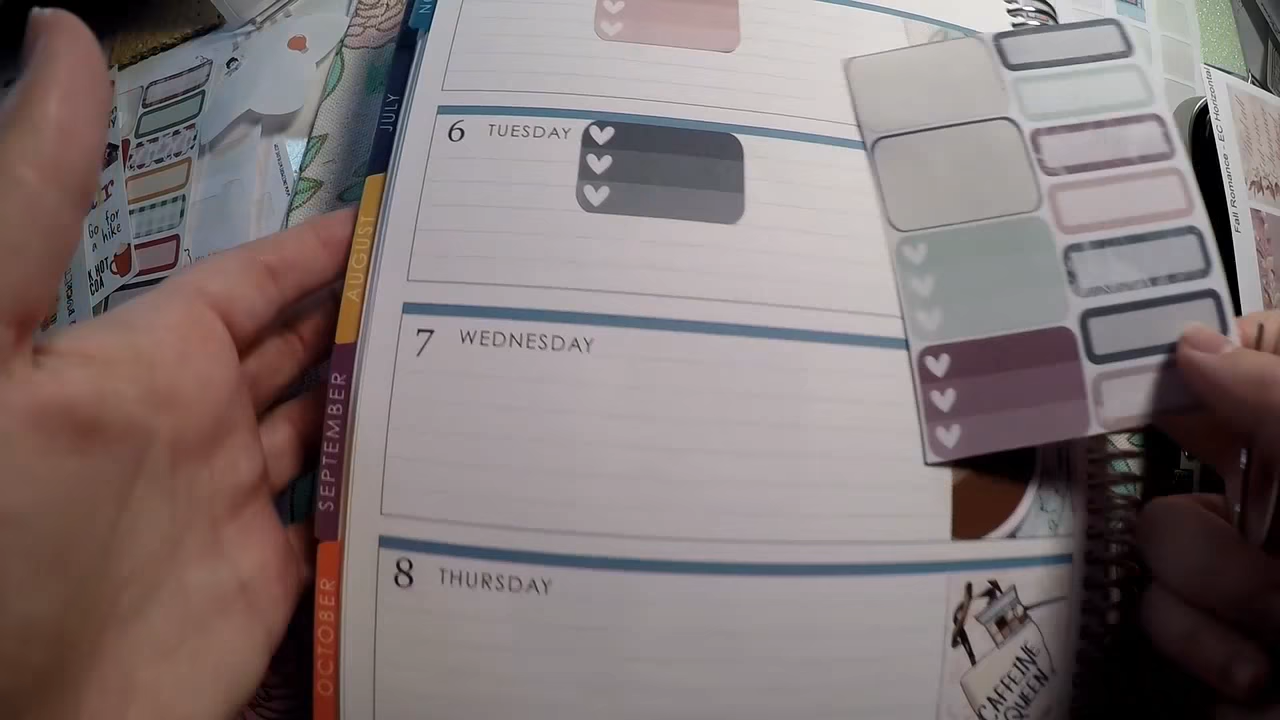 JULY
AUGUST
SEPTEMBER
OCTOBER
6 TUESDAY
7 WEDNESDAY
8 THURSDAY
Go for
a hike
Fall Romance - EC Horizontal
CAFFEINE
QUEEN